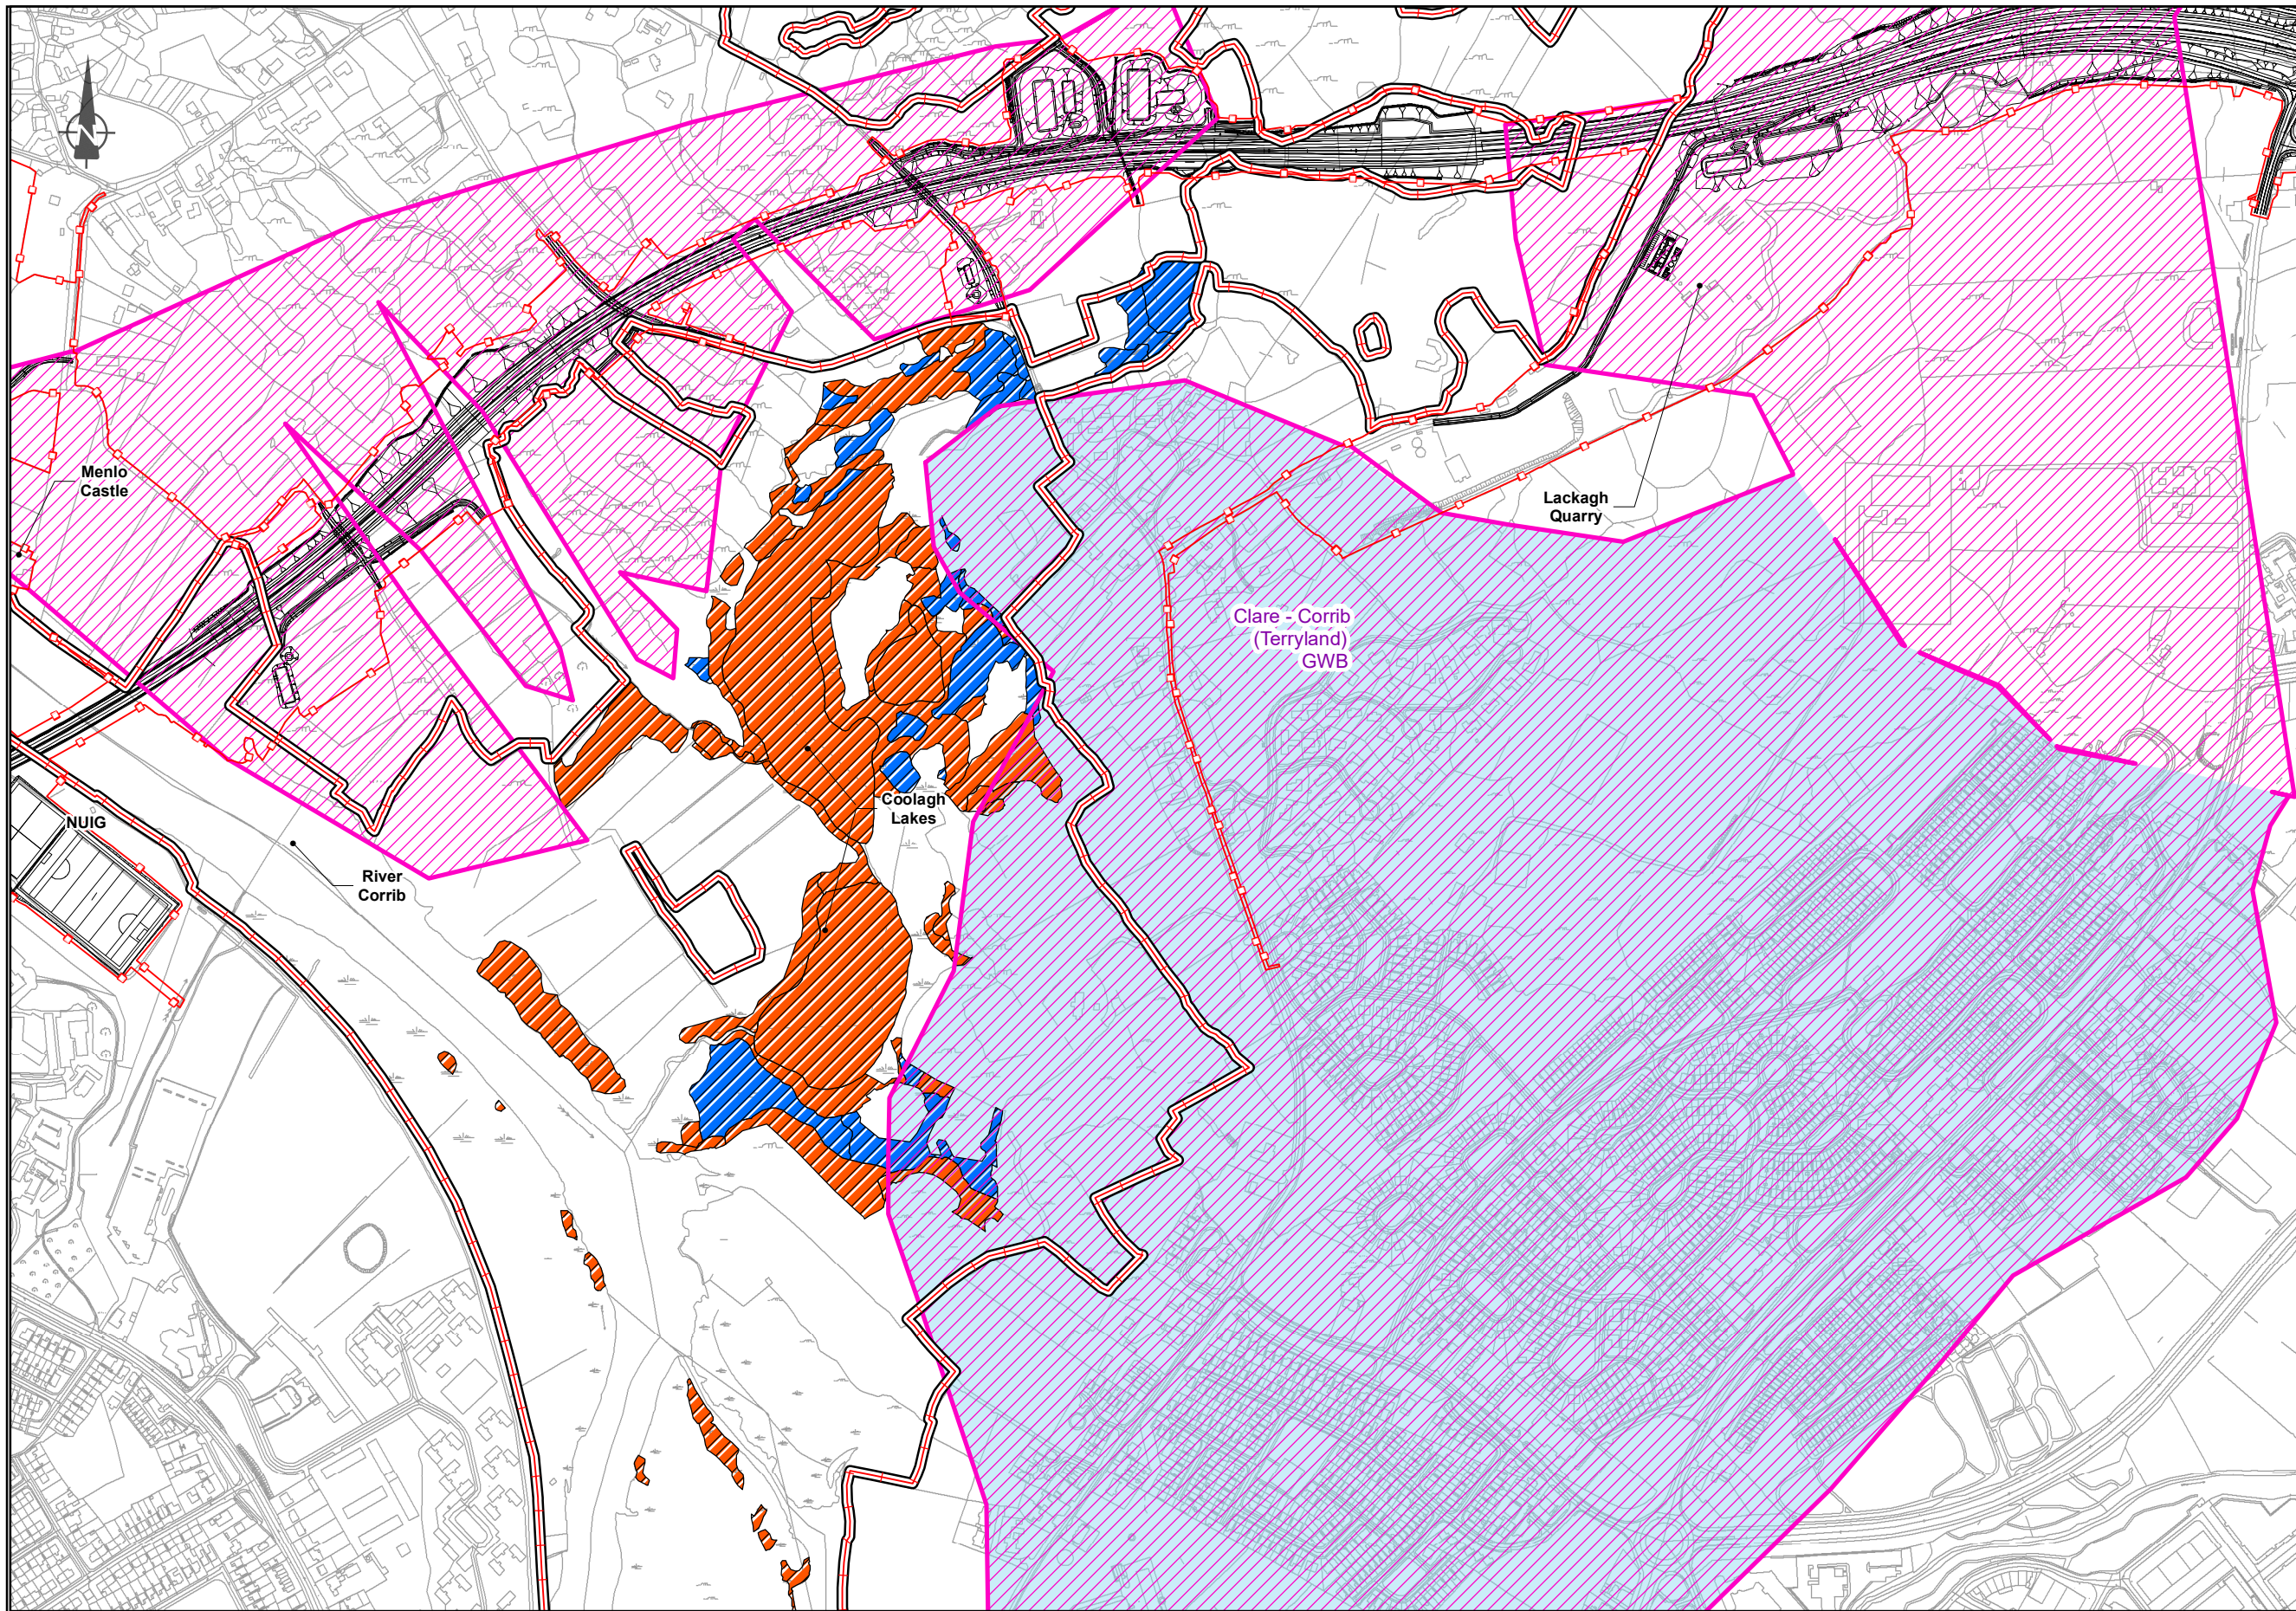 N
Menlo
Castle
Lackagh
Quarry
Clare - Corrib
(Terryland)
GWB
Coolagh
Lakes
NUIG
River
Corrib